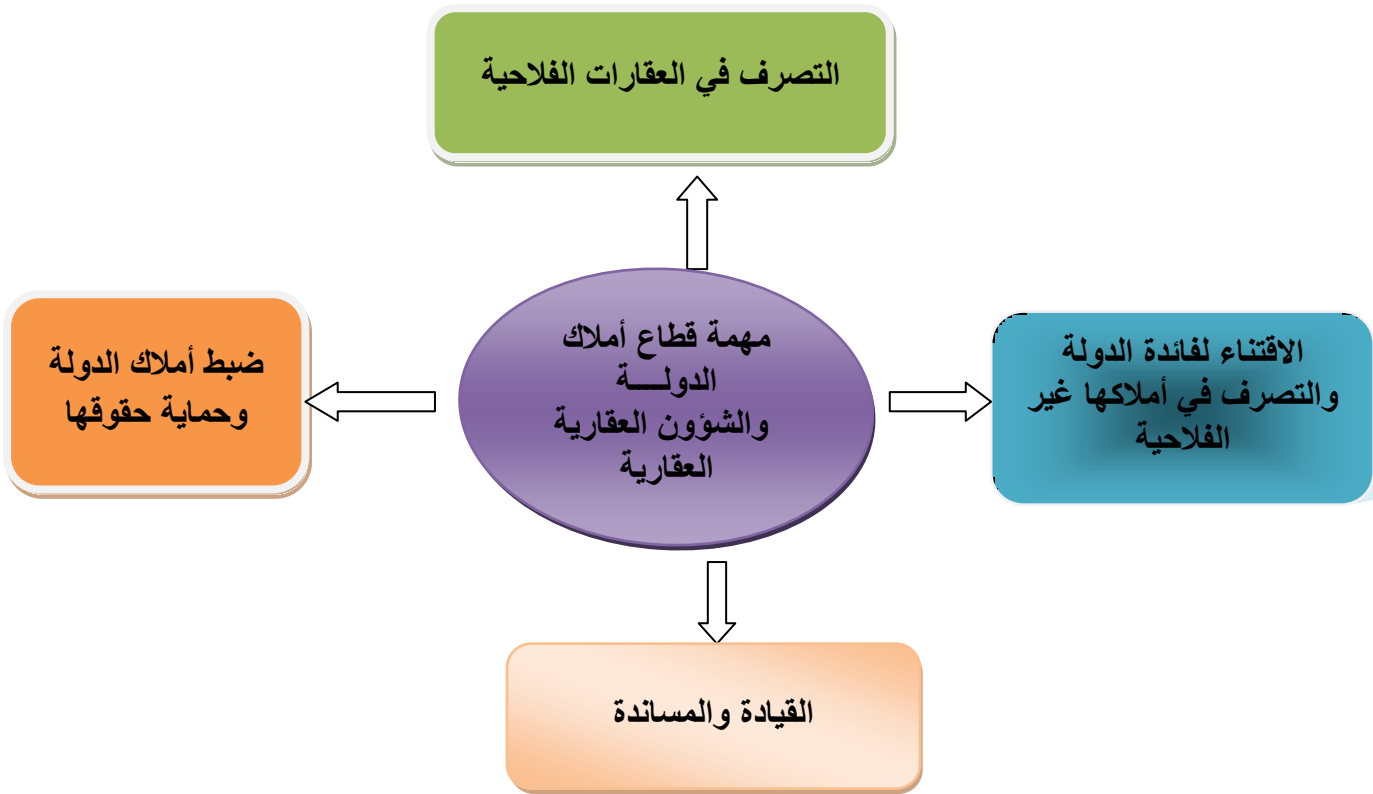 التصرف في العقارات الفلاحية
مهمة قطاع أملاك
الدولـــــة
والشؤون العقارية
العقارية
الاقتناء لفائدة الدولة
والتصرف في أملاكها غير
الفلاحية
ضبط أملاك الدولة
وحماية حقوقها
القيادة والمساندة